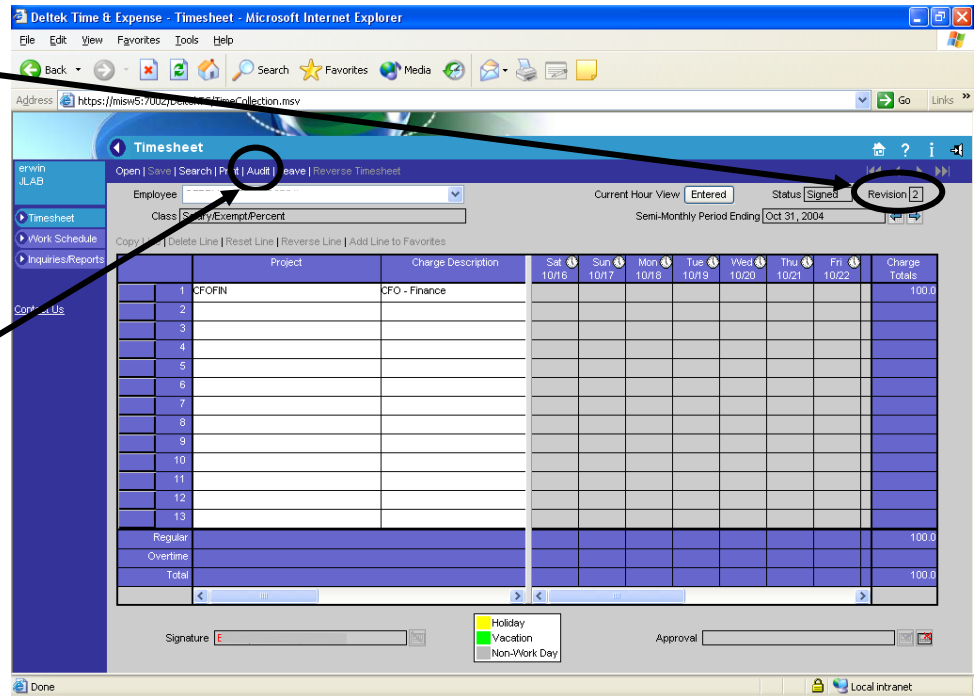 Deltek Time & Expense - Timesheet - Microsoft Internet Explorer
File Edit View Favorites Tools Help
Back Search Favorites Media
Address https://misw5:7002/DeltekTC/TimeCollection.msv Go Links »
Timesheet
erwin
JLAB
Open | Save | Search | Print | Audit | Leave | Reverse Timesheet
Employee Current Hour View Entered Status Signed Revision 2
Timesheet
Class Salary/Exempt/Percent Semi-Monthly Period Ending Oct 31, 2004
Work Schedule
Copy Line | Delete Line | Reset Line | Reverse Line | Add Line to Favorites
Inquiries/Reports
Project Charge Description Sat Sun Mon Tue Wed Thu Fri Charge
10/16 10/17 10/18 10/19 10/20 10/21 10/22 Totals
1 CFOFIN CFO - Finance 100.0
Contact Us
2
3
4
5
6
7
8
9
10
11
12
13
Regular 100.0
Overtime
Total 100.0
Holiday
Signature E Vacation Approval
Non-Work Day
Done Local intranet